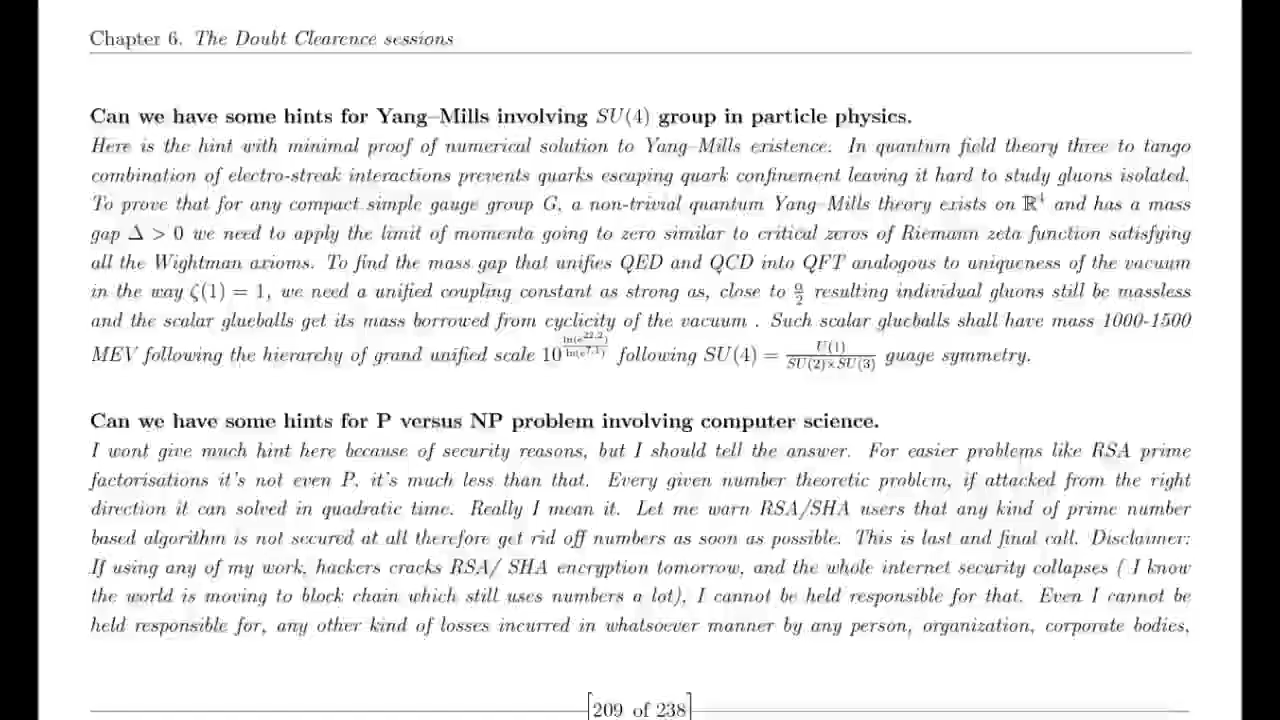 Chapter 6. The Doubt Clearence sessions
Can we have some hints for Yang–Mills involving SU(4) group in particle physics.
Here is the hint with minimal proof of numerical solution to Yang–Mills existence: In quantum field theory three to tango
combination of electro-streak interactions prevents quarks escaping quark confinement leaving it hard to study gluons isolated.
To prove that for any compact simple gauge group G, a non-trivial quantum Yang–Mills theory exists on ℝ⁴ and has a mass
gap Δ > 0 we need to apply the limit of momenta going to zero similar to critical zeros of Riemann zeta function satisfying
all the Wightman axioms. To find the mass gap that unifies QED and QCD into QFT analogous to uniqueness of the vacuum
in the way ζ(1) = 1, we need a unified coupling constant as strong as, close to α/2 resulting individual gluons still be massless
and the scalar glueballs get its mass borrowed from cyclicity of the vacuum . Such scalar glueballs shall have mass 1000-1500
MEV following the hierarchy of grand unified scale 10^(ln(e^22.2)/ln(e^7.1)) following SU(4) = U(1)/(SU(2)×SU(3)) guage symmetry.
Can we have some hints for P versus NP problem involving computer science.
I wont give much hint here because of security reasons, but I should tell the answer. For easier problems like RSA prime
factorisations it's not even P, it's much less than that. Every given number theoretic problem, if attacked from the right
direction it can solved in quadratic time. Really I mean it. Let me warn RSA/SHA users that any kind of prime number
based algorithm is not secured at all therefore get rid off numbers as soon as possible. This is last and final call. Disclaimer:
If using any of my work, hackers cracks RSA/ SHA encryption tomorrow, and the whole internet security collapses ( I know
the world is moving to block chain which still uses numbers a lot), I cannot be held responsible for that. Even I cannot be
held responsible for, any other kind of losses incurred in whatsoever manner by any person, organization, corporate bodies,
[209 of 238]